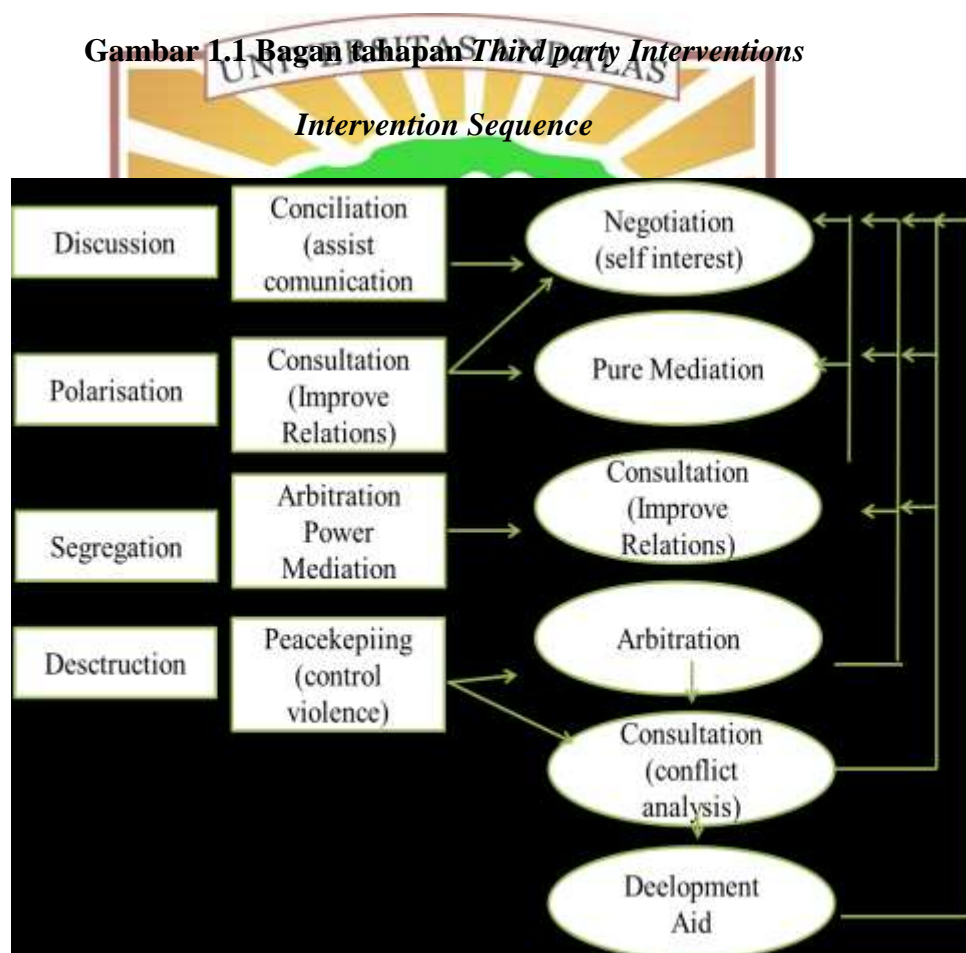 Gambar 1.1 Bagan tahapan Third party Interventions
UNIVERSITAS ANDALAS
Intervention Sequence
Discussion
Conciliation
(assist
comunication
Negotiation
(self interest)
Polarisation
Consultation
(Improve
Relations)
Pure Mediation
Segregation
Arbitration
Power
Mediation
Consultation
(Improve
Relations)
Desctruction
Peacekepiing
(control
violence)
Arbitration
Consultation
(conflict
analysis)
Deelopment
Aid